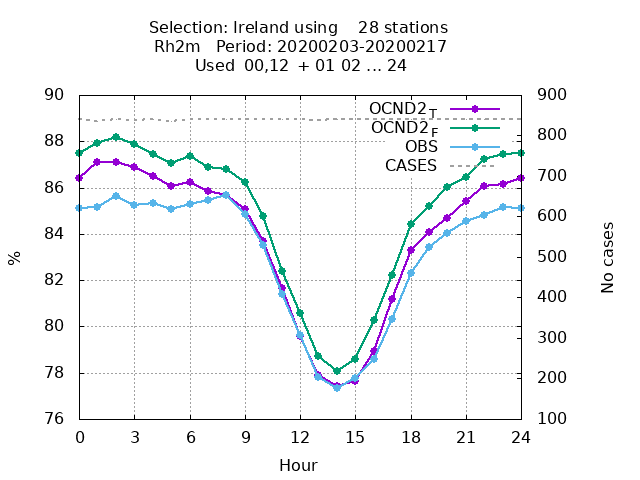 Selection: Ireland using 28 stations
Rh2m Period: 20200203-20200217
Used 00,12 + 01 02 ... 24
90
88
86
84
82
80
78
76
%
900
800
700
600
500
400
300
200
100
No cases
OCND2_T
OCND2_F
OBS
CASES
0 3 6 9 12 15 18 21 24
Hour